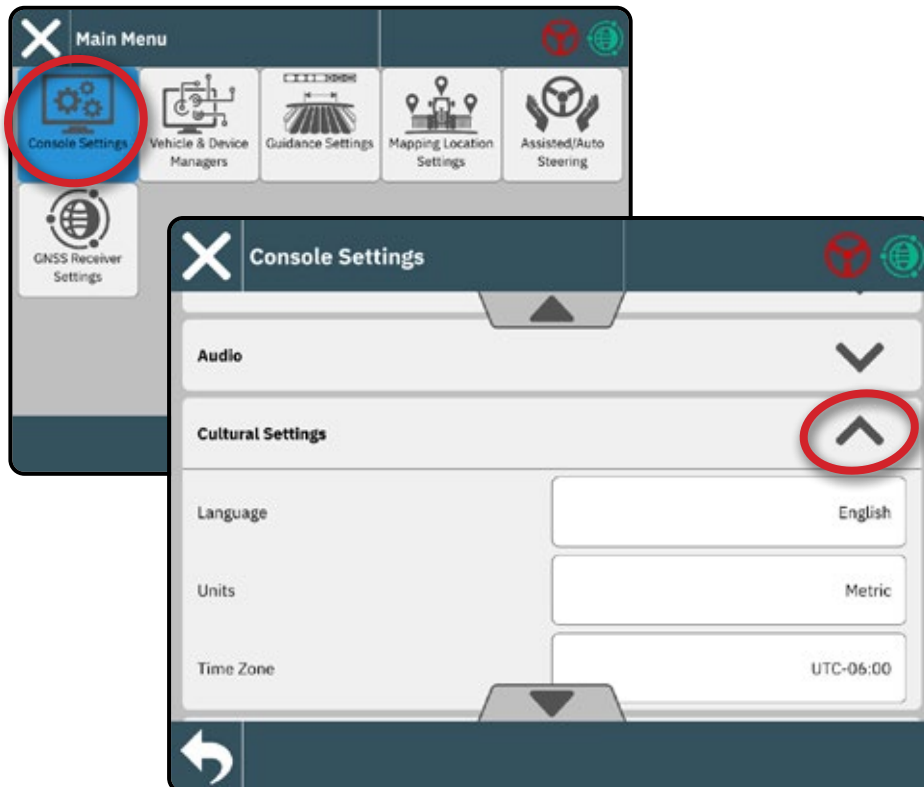 Main Menu
Console Settings
Vehicle & Device
Managers
Guidance Settings
Mapping Location
Settings
Assisted/Auto
Steering
GNSS Receiver
Settings
Console Settings
Audio
Cultural Settings
Language
English
Units
Metric
Time Zone
UTC-06:00